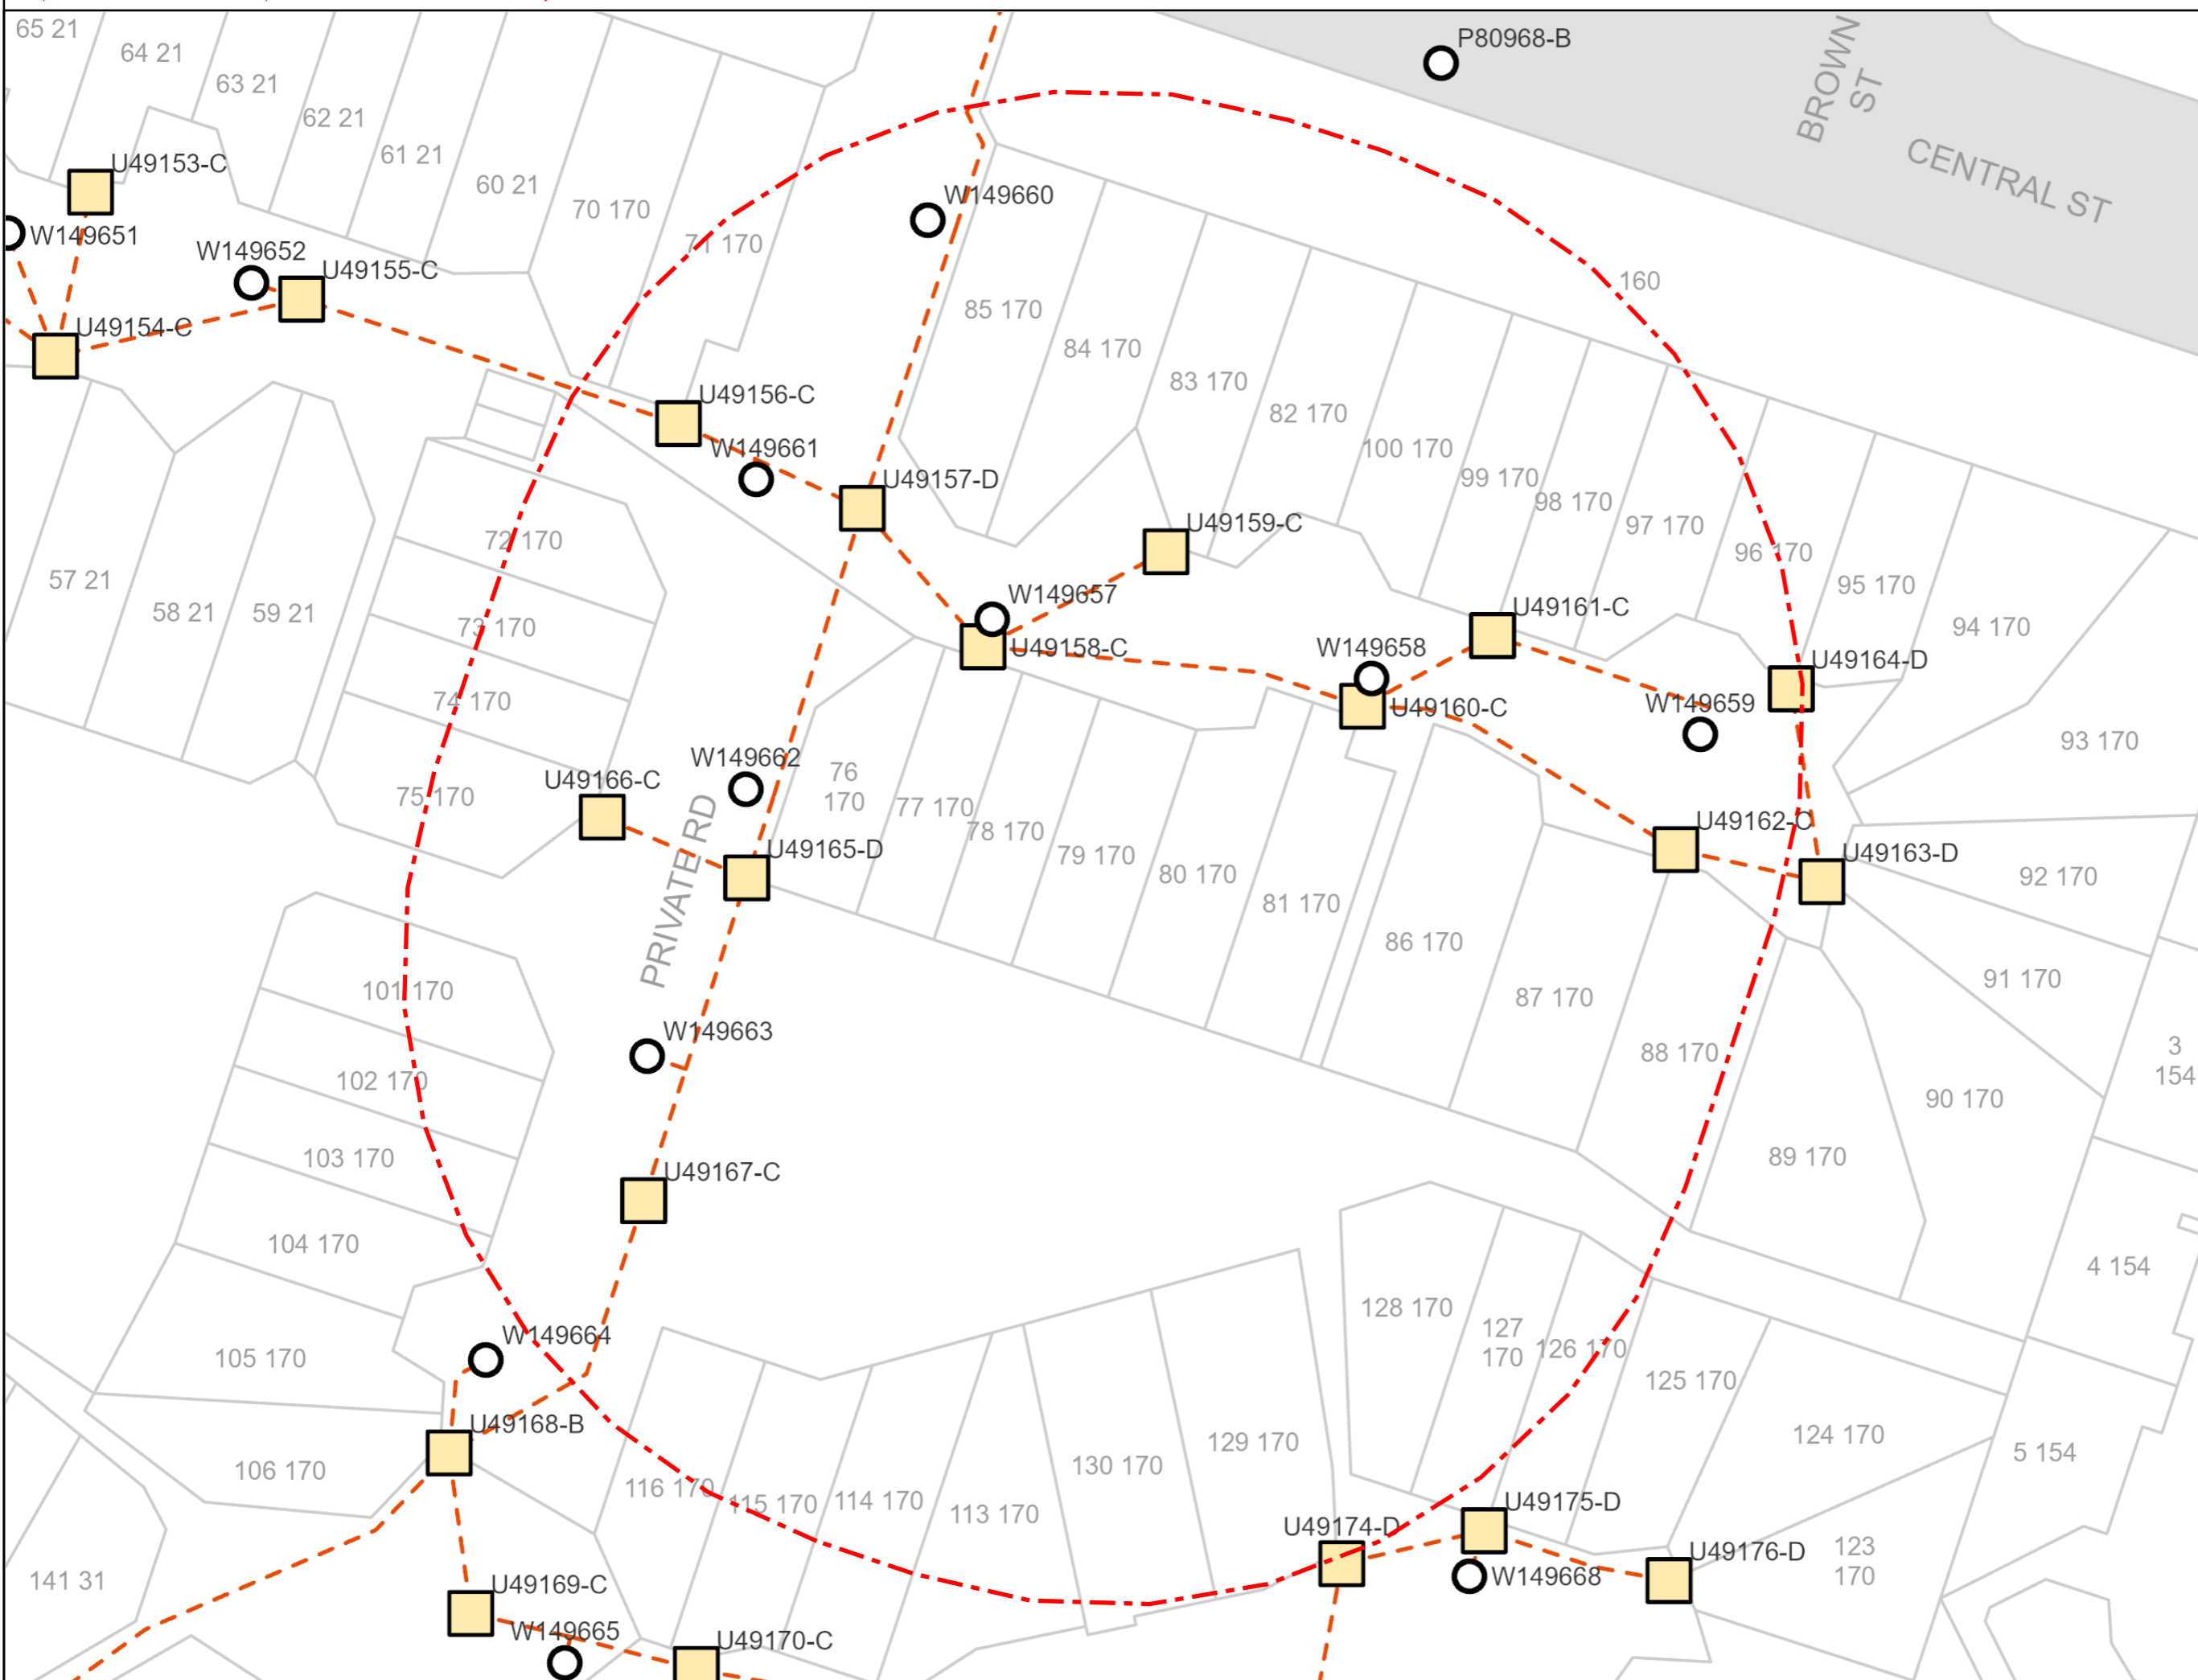 65 21
64 21
63 21
62 21
61 21
60 21
70 170
71 170
P80968-B
BROWN
ST
CENTRAL ST
U49153-C
W149651
W149652
U49155-C
U49154-C
W149660
85 170
84 170
83 170
82 170
100 170
99 170
98 170
97 170
96 170
95 170
94 170
93 170
160
U49156-C
W149661
U49157-D
U49159-C
W149657
U49158-C
W149658
U49161-C
U49160-C
W149659
U49164-D
57 21
58 21
59 21
72 170
73 170
74 170
75 170
U49166-C
W149662
U49165-D
PRIVATE RD
76
170
77 170
78 170
79 170
80 170
81 170
86 170
87 170
88 170
U49162-C
U49163-D
92 170
91 170
90 170
89 170
3
154
4 154
5 154
101 170
102 170
103 170
104 170
105 170
106 170
W149663
U49167-C
W149664
U49168-B
141 31
U49169-C
W149665
U49170-C
116 170
115 170
114 170
113 170
130 170
129 170
128 170
127
170
126 170
125 170
124 170
123
170
U49174-D
U49175-D
W149668
U49176-D